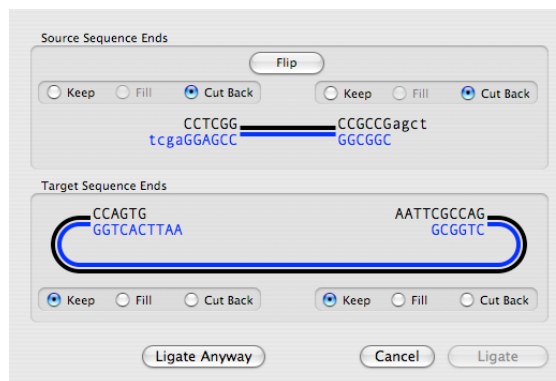 Source Sequence Ends
Flip
Keep Fill Cut Back Keep Fill Cut Back
CCTCGG CCGCCGagct
tcgaGGAGCC GGCGGC
Target Sequence Ends
CCAGTG AATTCGCCAG
GGTCACTTAA GCGGTC
Keep Fill Cut Back Keep Fill Cut Back
Ligate Anyway Cancel Ligate